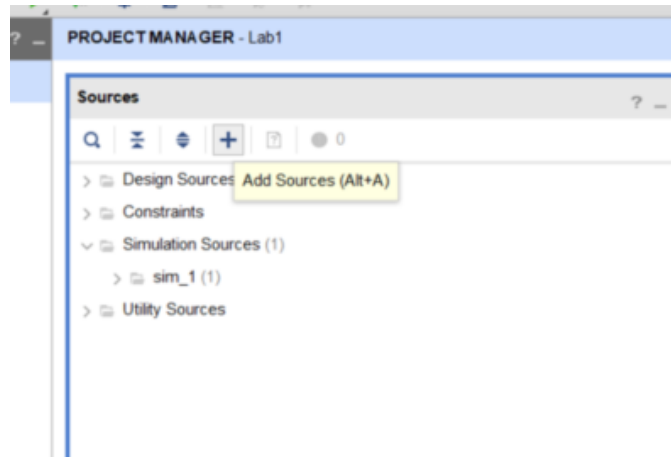 ? _ PROJECT MANAGER - Lab1
Sources ? _
0
Design Sources Add Sources (Alt+A)
Constraints
Simulation Sources (1)
sim_1 (1)
Utility Sources